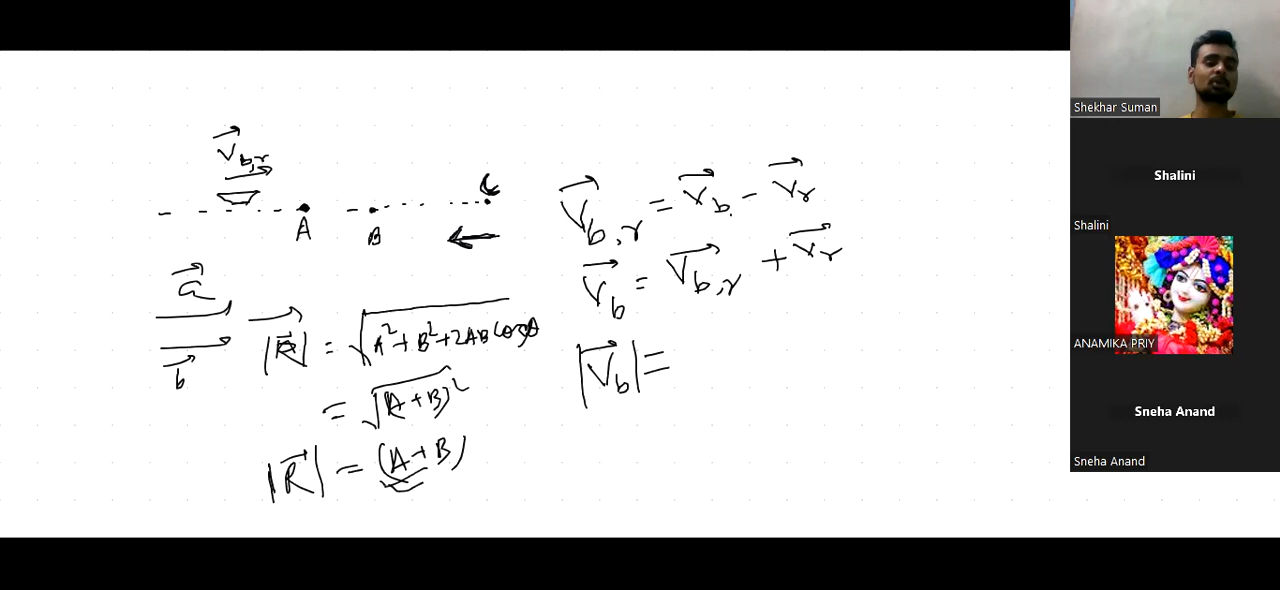 V⃗b,r
A B C
a⃗
b⃗
|R⃗| = √(A² + B² + 2AB cosθ)
= √(A + B)²
|R⃗| = (A + B)
V⃗b,r = V⃗b - V⃗r
V⃗b = V⃗b,r + V⃗r
|V⃗b| =
Shekhar Suman
Shalini
Shalini
ANAMIKA PRIY
Sneha Anand
Sneha Anand